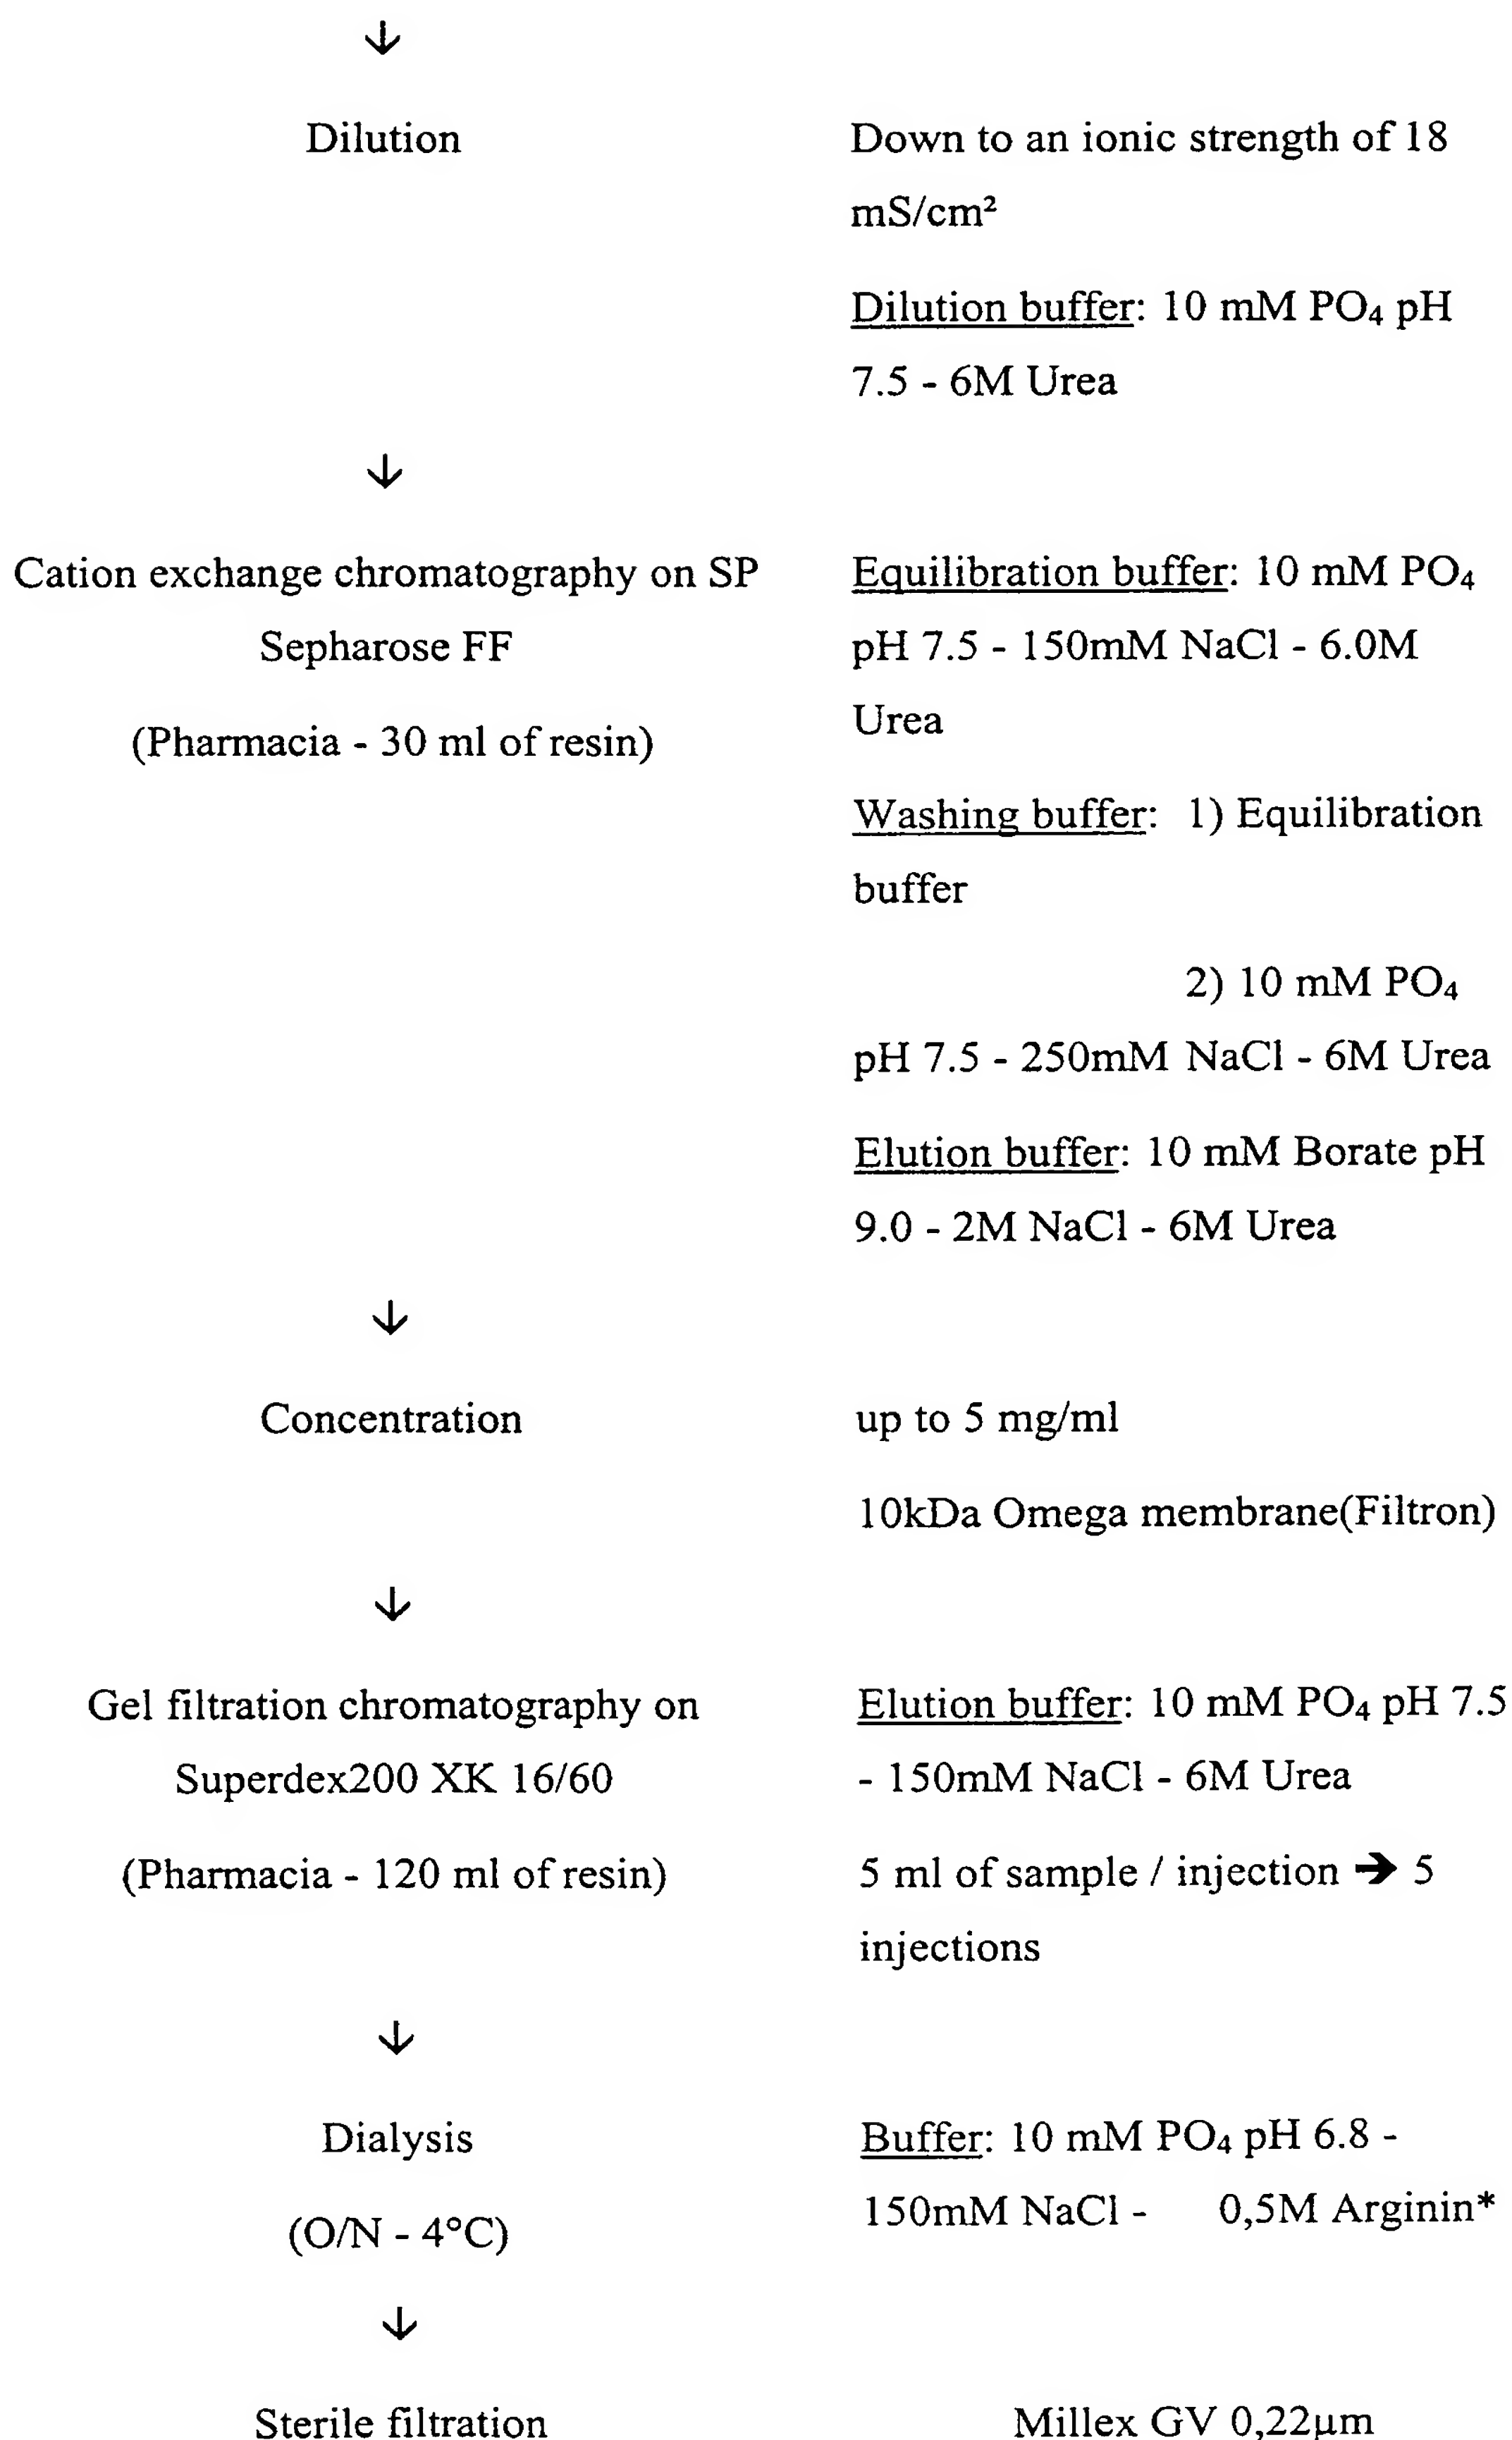 ↓
Dilution
Down to an ionic strength of 18
mS/cm²
Dilution buffer: 10 mM PO₄ pH
7.5 - 6M Urea
↓
Cation exchange chromatography on SP
Sepharose FF
(Pharmacia - 30 ml of resin)
Equilibration buffer: 10 mM PO₄
pH 7.5 - 150mM NaCl - 6.0M
Urea
Washing buffer: 1) Equilibration
buffer
2) 10 mM PO₄
pH 7.5 - 250mM NaCl - 6M Urea
Elution buffer: 10 mM Borate pH
9.0 - 2M NaCl - 6M Urea
↓
Concentration
up to 5 mg/ml
10kDa Omega membrane(Filtron)
↓
Gel filtration chromatography on
Superdex200 XK 16/60
(Pharmacia - 120 ml of resin)
Elution buffer: 10 mM PO₄ pH 7.5
- 150mM NaCl - 6M Urea
5 ml of sample / injection ➔ 5
injections
↓
Dialysis
(O/N - 4°C)
Buffer: 10 mM PO₄ pH 6.8 -
150mM NaCl - 0,5M Arginin*
↓
Sterile filtration
Millex GV 0,22µm